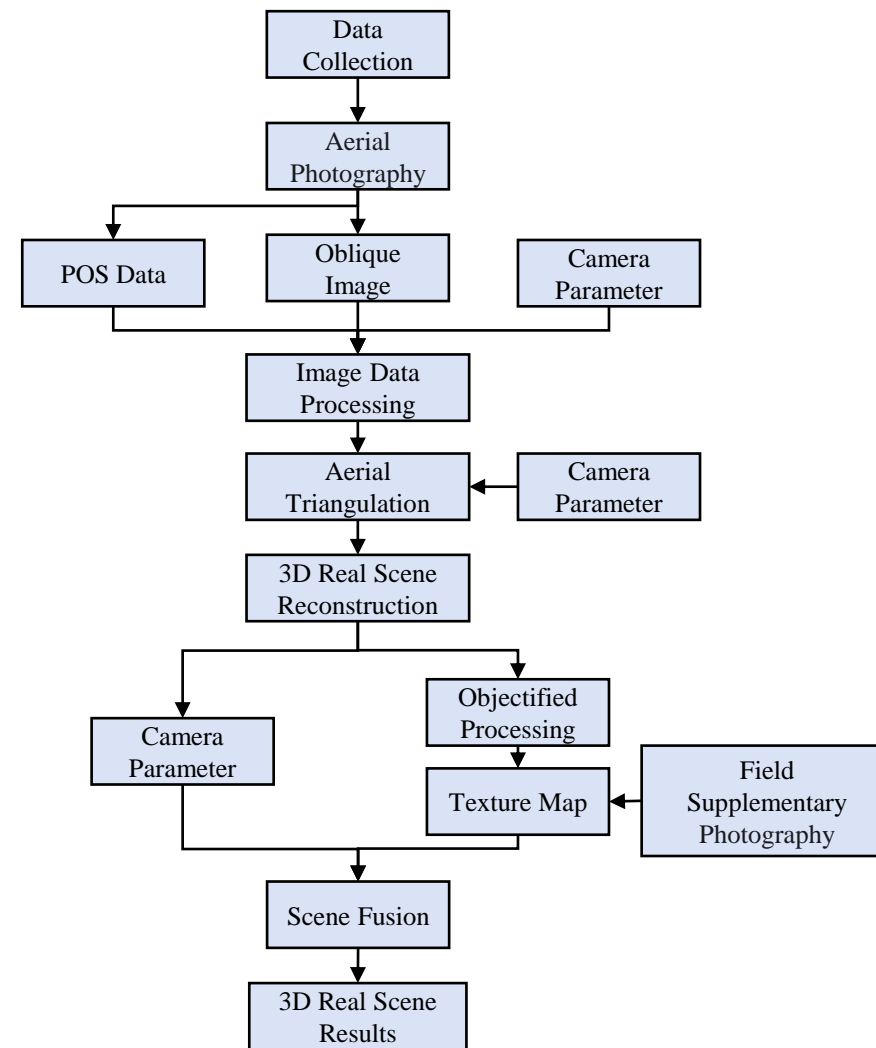 Data
Collection
Aerial
Photography
POS Data
Oblique
Image
Camera
Parameter
Image Data
Processing
Aerial
Triangulation
Camera
Parameter
3D Real Scene
Reconstruction
Camera
Parameter
Objectified
Processing
Texture Map
Field
Supplementary
Photography
Scene Fusion
3D Real Scene
Results